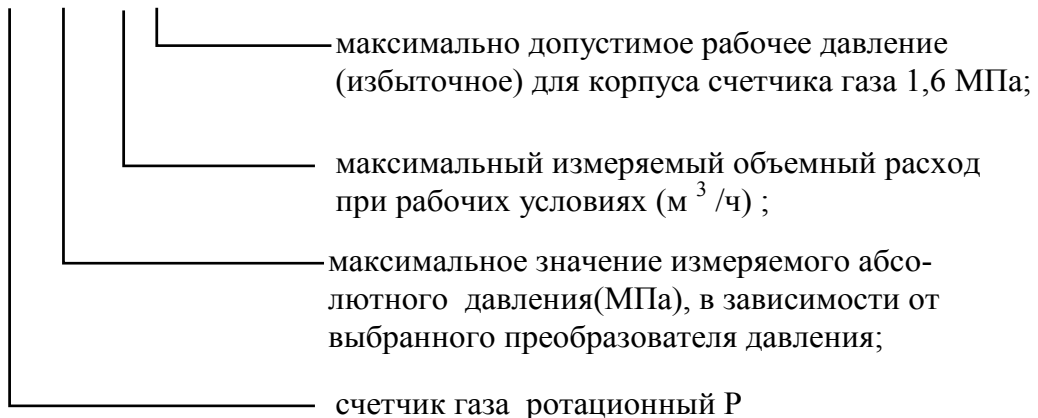 максимально допустимое рабочее давление
(избыточное) для корпуса счетчика газа 1,6 МПа;
максимальный измеряемый объемный расход
при рабочих условиях (м ³ /ч) ;
максимальное значение измеряемого абсо-
лютного давления(МПа), в зависимости от
выбранного преобразователя давления;
счетчик газа ротационный Р